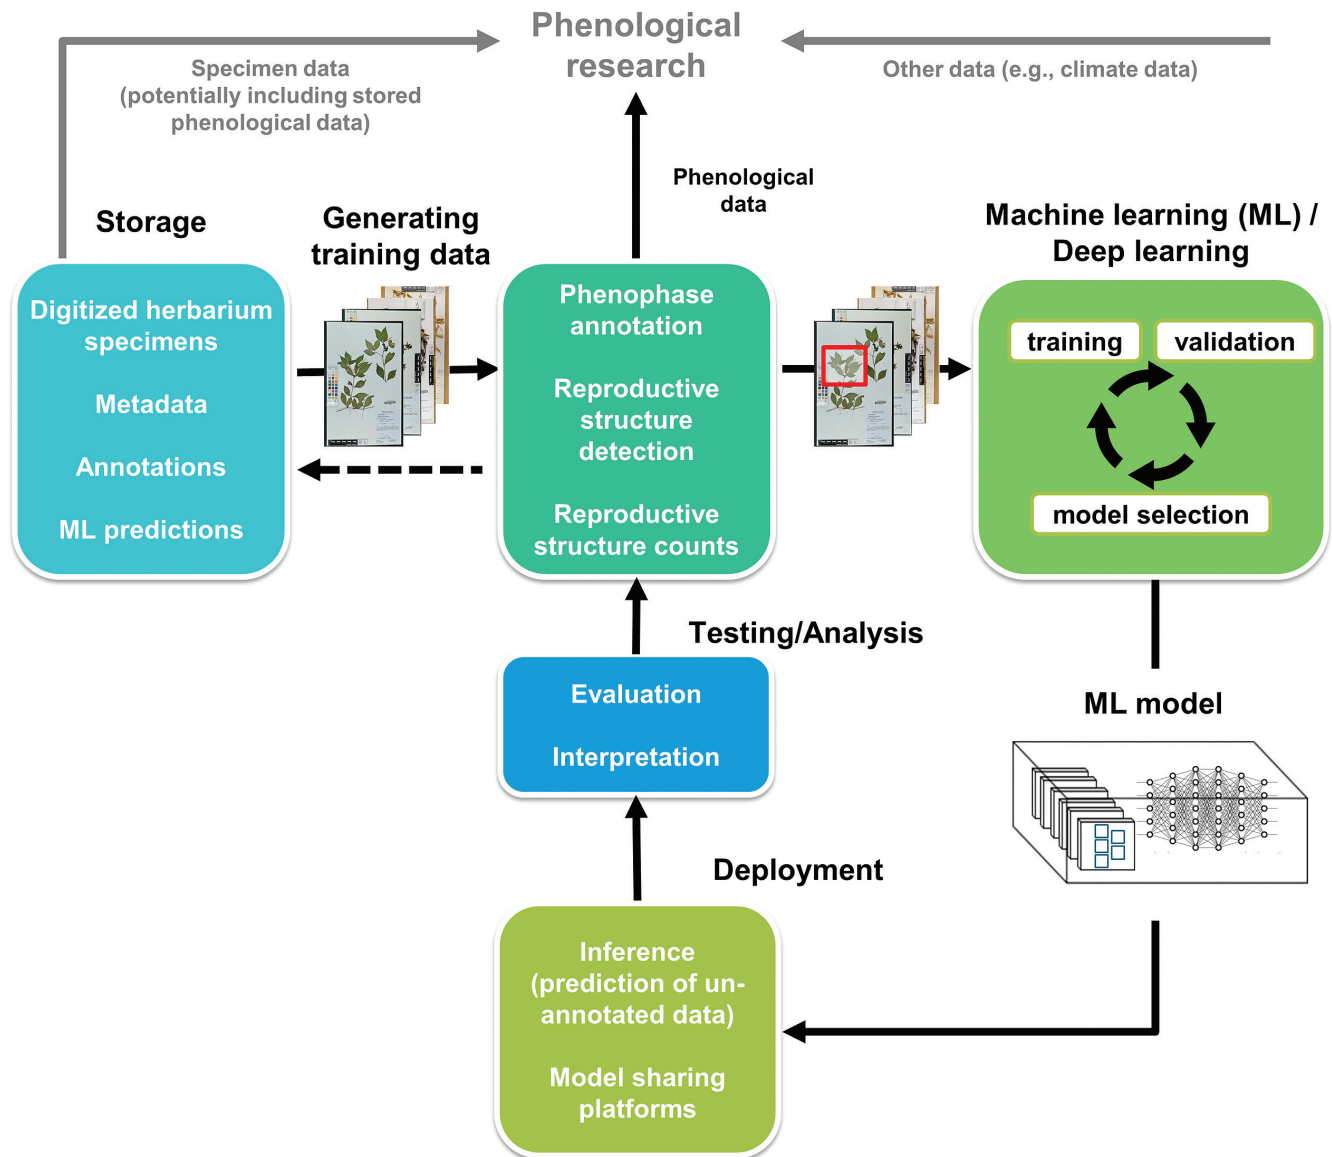 Phenological
research
Specimen data
(potentially including stored
phenological data)
Other data (e.g., climate data)
Phenological
data
Storage
Generating
training data
Machine learning (ML) /
Deep learning
Digitized herbarium
specimens
Metadata
Annotations
ML predictions
Phenophase
annotation
Reproductive
structure
detection
Reproductive
structure counts
training
validation
model selection
Testing/Analysis
Evaluation
Interpretation
ML model
Deployment
Inference
(prediction of un-
annotated data)
Model sharing
platforms